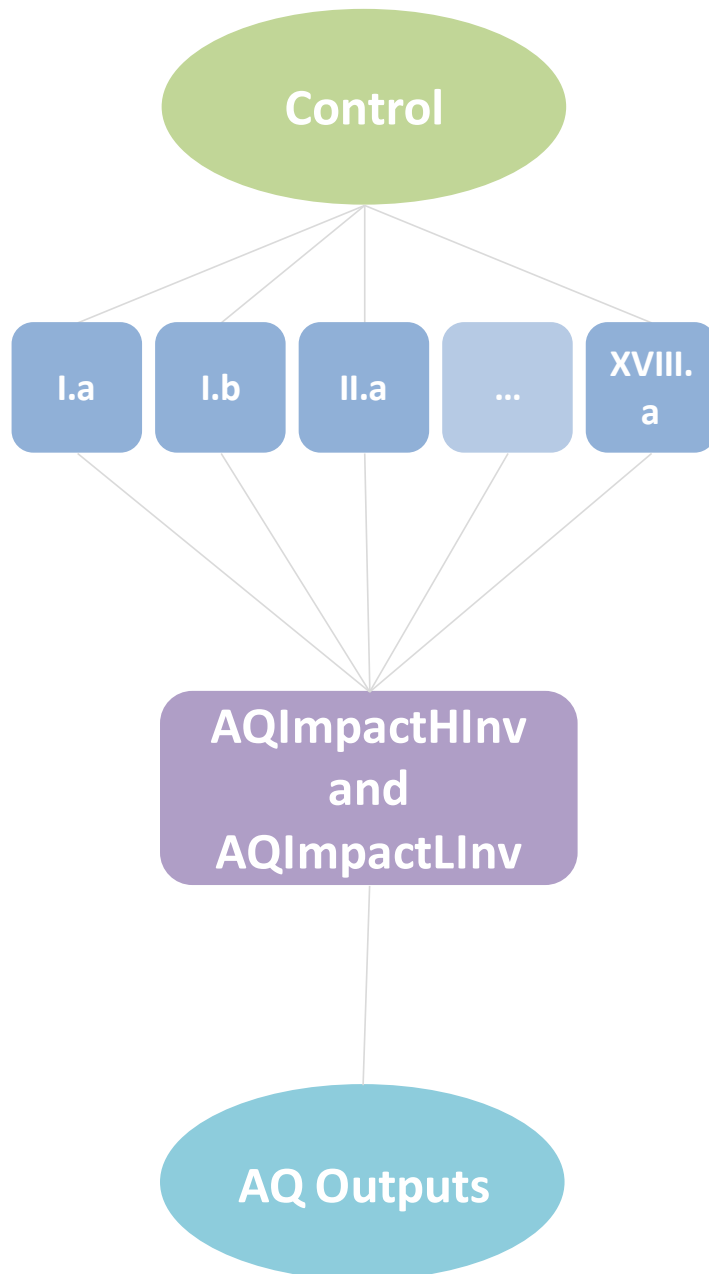 Control
I.a
I.b
II.a
...
XVIII.
a
AQImpactHInv
and
AQImpactLInv
AQ Outputs